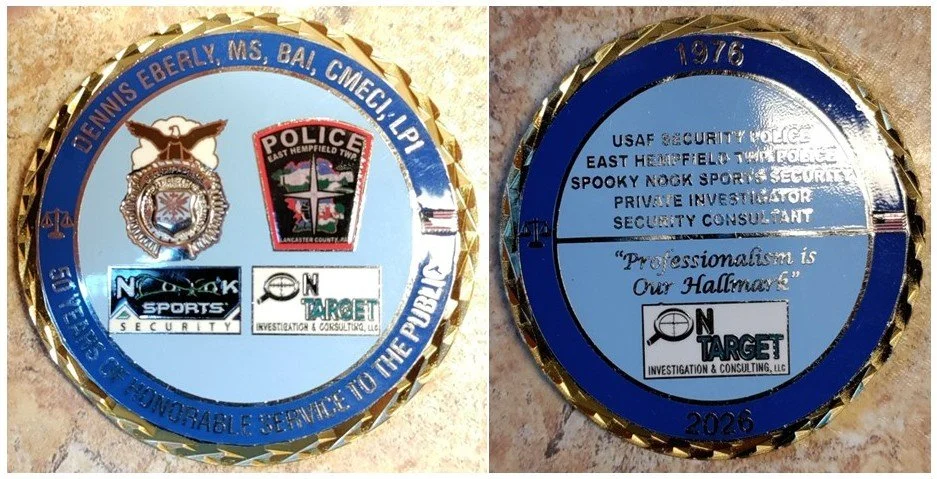 DENNIS EBERLY, MS, BAI, CMECI, LPI
POLICE
EAST HEMPFIELD TWP.
LANCASTER COUNTY, PA
NOOK
SPORTS
SECURITY
ON
TARGET
INVESTIGATION & CONSULTING, LLC
50 YEARS OF HONORABLE SERVICE TO THE PUBLIC
1976
USAF SECURITY POLICE
EAST HEMPFIELD TWP. POLICE
SPOOKY NOOK SPORTS SECURITY
PRIVATE INVESTIGATOR
SECURITY CONSULTANT
"Professionalism is
Our Hallmark"
ON
TARGET
INVESTIGATION & CONSULTING, LLC
2026